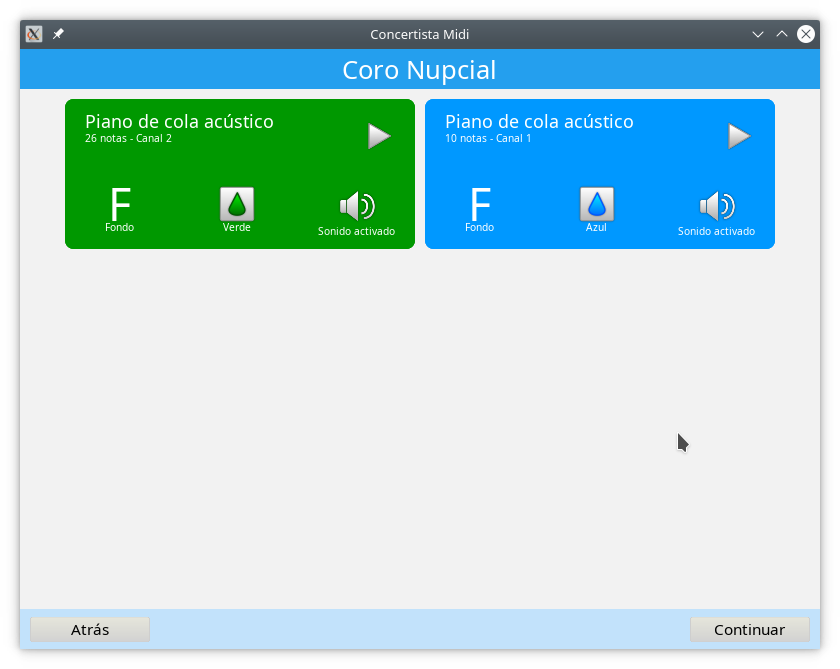 Concertista Midi
Coro Nupcial
Piano de cola acústico
26 notas - Canal 2
F
Fondo
Verde
Sonido activado
Piano de cola acústico
10 notas - Canal 1
F
Fondo
Azul
Sonido activado
Atrás
Continuar